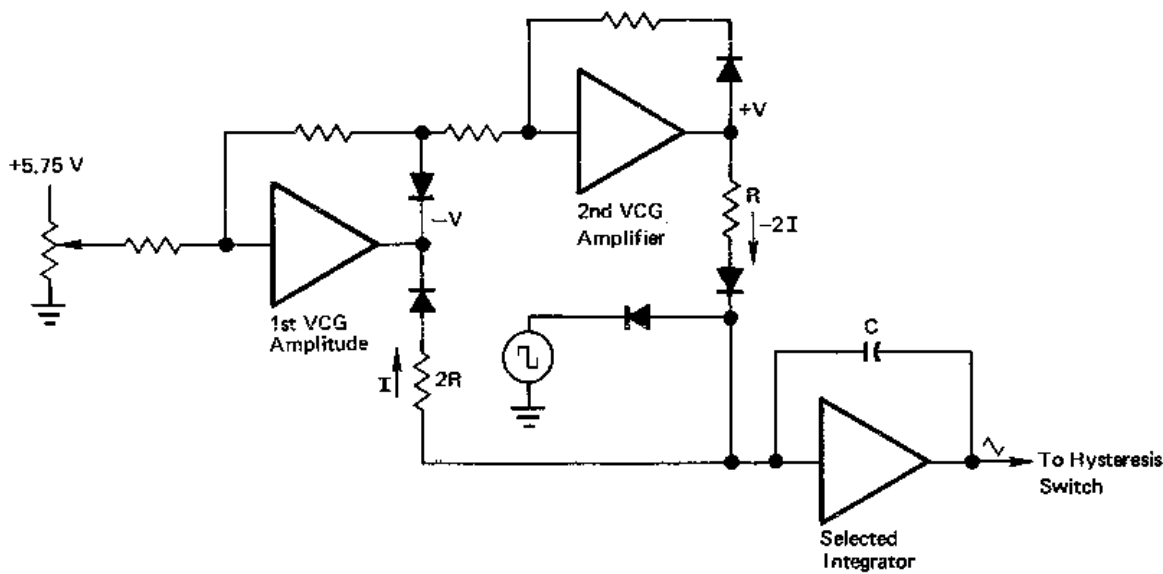 +5.75 V
1st VCG
Amplitude
-V
I
2R
2nd VCG
Amplifier
+V
R
-2I
C
Selected
Integrator
To Hysteresis
Switch